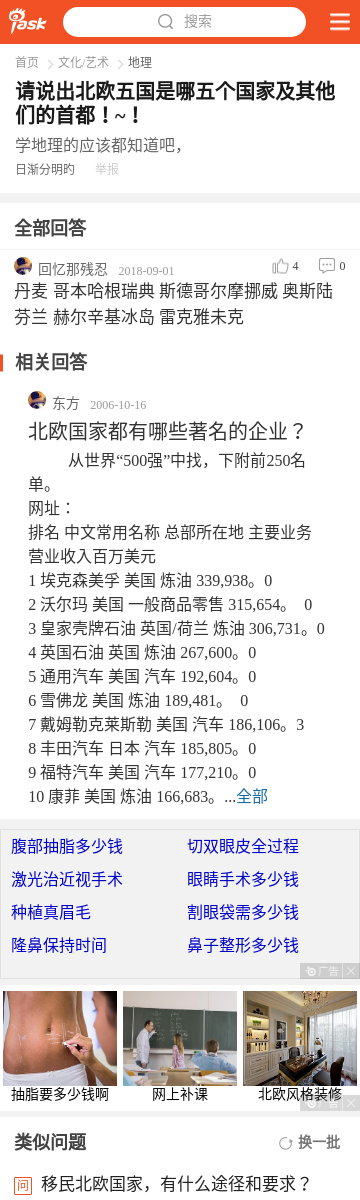 iask
搜索
首页 文化/艺术 地理
请说出北欧五国是哪五个国家及其他
们的首都！~！
学地理的应该都知道吧，
日渐分明旳 举报
全部回答
回忆那残忍 2018-09-01 4 0
丹麦 哥本哈根瑞典 斯德哥尔摩挪威 奥斯陆
芬兰 赫尔辛基冰岛 雷克雅未克
相关回答
东方 2006-10-16
北欧国家都有哪些著名的企业？
从世界“500强”中找，下附前250名
单。
网址：
排名 中文常用名称 总部所在地 主要业务
营业收入百万美元
1 埃克森美孚 美国 炼油 339,938。0
2 沃尔玛 美国 一般商品零售 315,654。 0
3 皇家壳牌石油 英国/荷兰 炼油 306,731。0
4 英国石油 英国 炼油 267,600。0
5 通用汽车 美国 汽车 192,604。0
6 雪佛龙 美国 炼油 189,481。 0
7 戴姆勒克莱斯勒 美国 汽车 186,106。3
8 丰田汽车 日本 汽车 185,805。0
9 福特汽车 美国 汽车 177,210。0
10 康菲 美国 炼油 166,683。...全部
腹部抽脂多少钱 切双眼皮全过程
激光治近视手术 眼睛手术多少钱
种植真眉毛 割眼袋需多少钱
隆鼻保持时间 鼻子整形多少钱
广告
抽脂要多少钱啊 网上补课 北欧风格装修
广告
类似问题 换一批
问 移民北欧国家，有什么途径和要求？